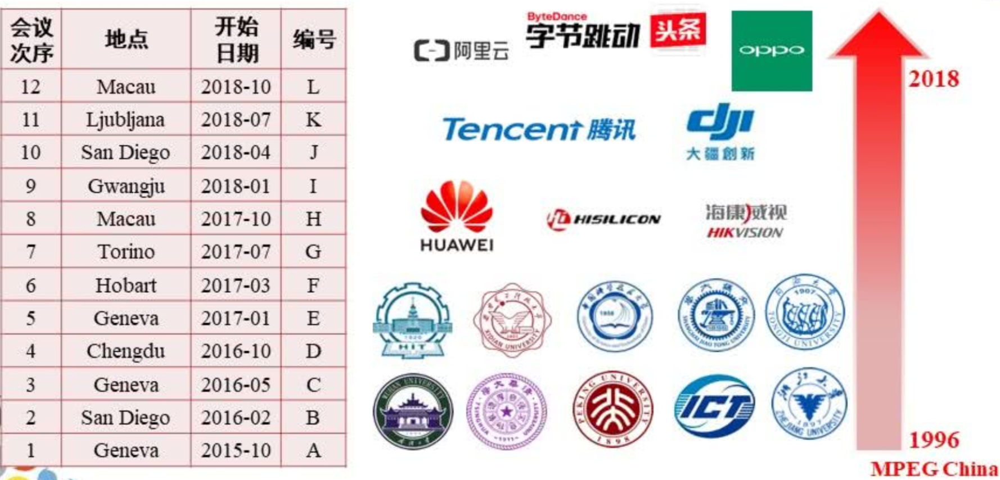 会议次序 地点 开始日期 编号
12 Macau 2018-10 L
11 Ljubljana 2018-07 K
10 San Diego 2018-04 J
9 Gwangju 2018-01 I
8 Macau 2017-10 H
7 Torino 2017-07 G
6 Hobart 2017-03 F
5 Geneva 2017-01 E
4 Chengdu 2016-10 D
3 Geneva 2016-05 C
2 San Diego 2016-02 B
1 Geneva 2015-10 A
阿里云
ByteDance
字节跳动 头条
oppo
2018
Tencent 腾讯
dji
大疆創新
HUAWEI
HISILICON
海康威视
HIKVISION
1920
HIT
XIDIAN UNIVERSITY
1958
SHANGHAI JIAO TONG UNIVERSITY
1896
1907
TONGJI UNIVERSITY
WUHAN UNIVERSITY
TSINGHUA UNIVERSITY
1911
PEKING UNIVERSITY
1898
ICT
1897
ZHEJIANG UNIVERSITY
1996
MPEG China